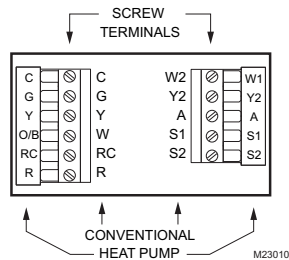 SCREW
TERMINALS
C C W2 W1
G G Y2 Y2
Y Y A A
O/B W S1 S1
RC RC S2 S2
R R
CONVENTIONAL
HEAT PUMP
M23010